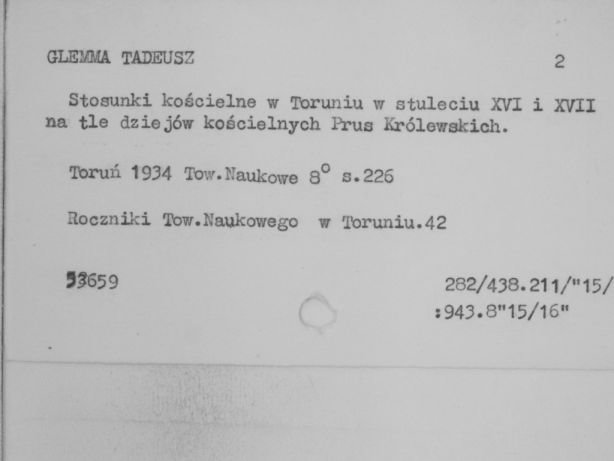 GLEMMA TADEUSZ 2
Stosunki kościelne w Toruniu w stuleciu XVI i XVII
na tle dziejów kościelnych Prus Królewskich.
Toruń 1934 Tow.Naukowe 8° s.226
Roczniki Tow.Naukowego w Toruniu.42
53659 282/438.211/"15/
:943.8"15/16"